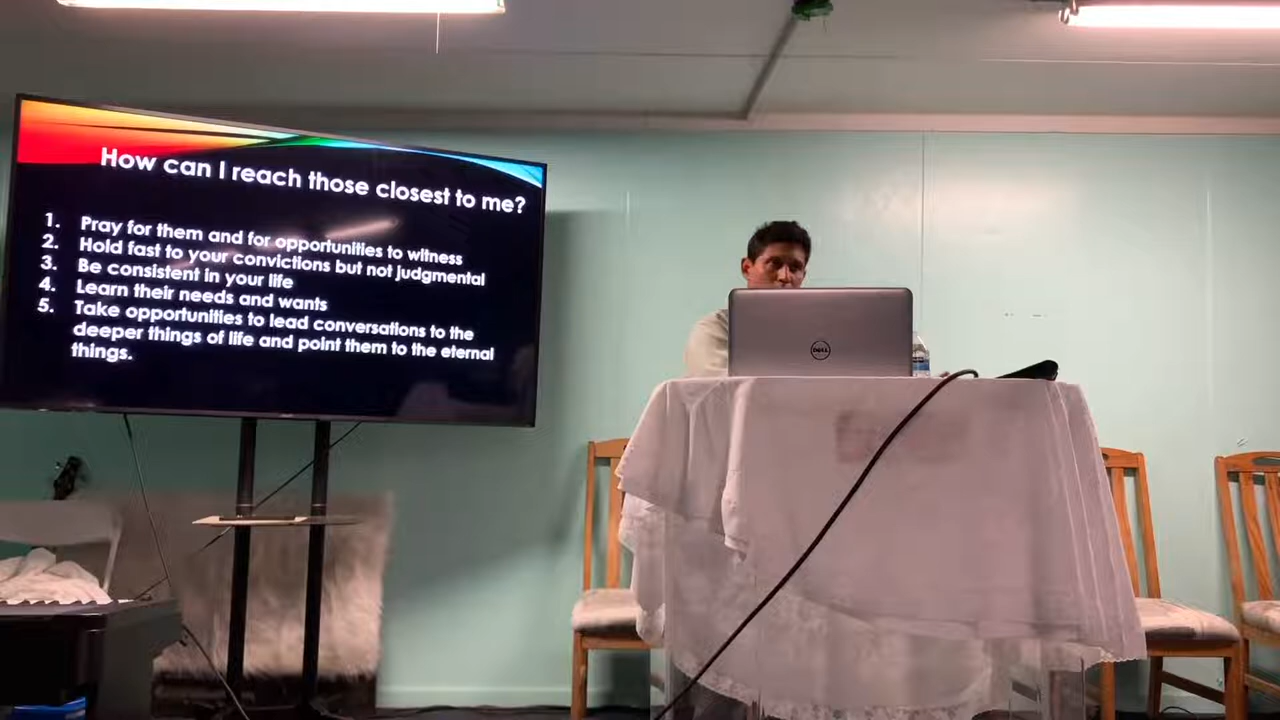 How can I reach those closest to me?
1. Pray for them and for opportunities to witness
2. Hold fast to your convictions but not judgmental
3. Be consistent in your life
4. Learn their needs and wants
5. Take opportunities to lead conversations to the
deeper things of life and point them to the eternal
things.
DELL